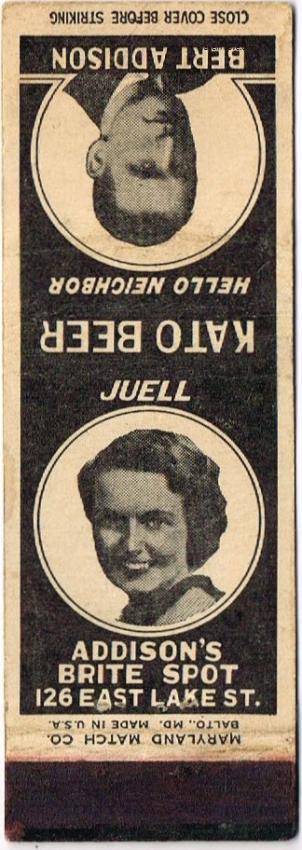 CLOSE COVER BEFORE STRIKING
BERT ADDISON
HELLO NEIGHBOR
KATO BEER
JUELL
ADDISON'S
BRITE SPOT
126 EAST LAKE ST.
MARYLAND MATCH CO.
BALTO., MD. MADE IN U.S.A.